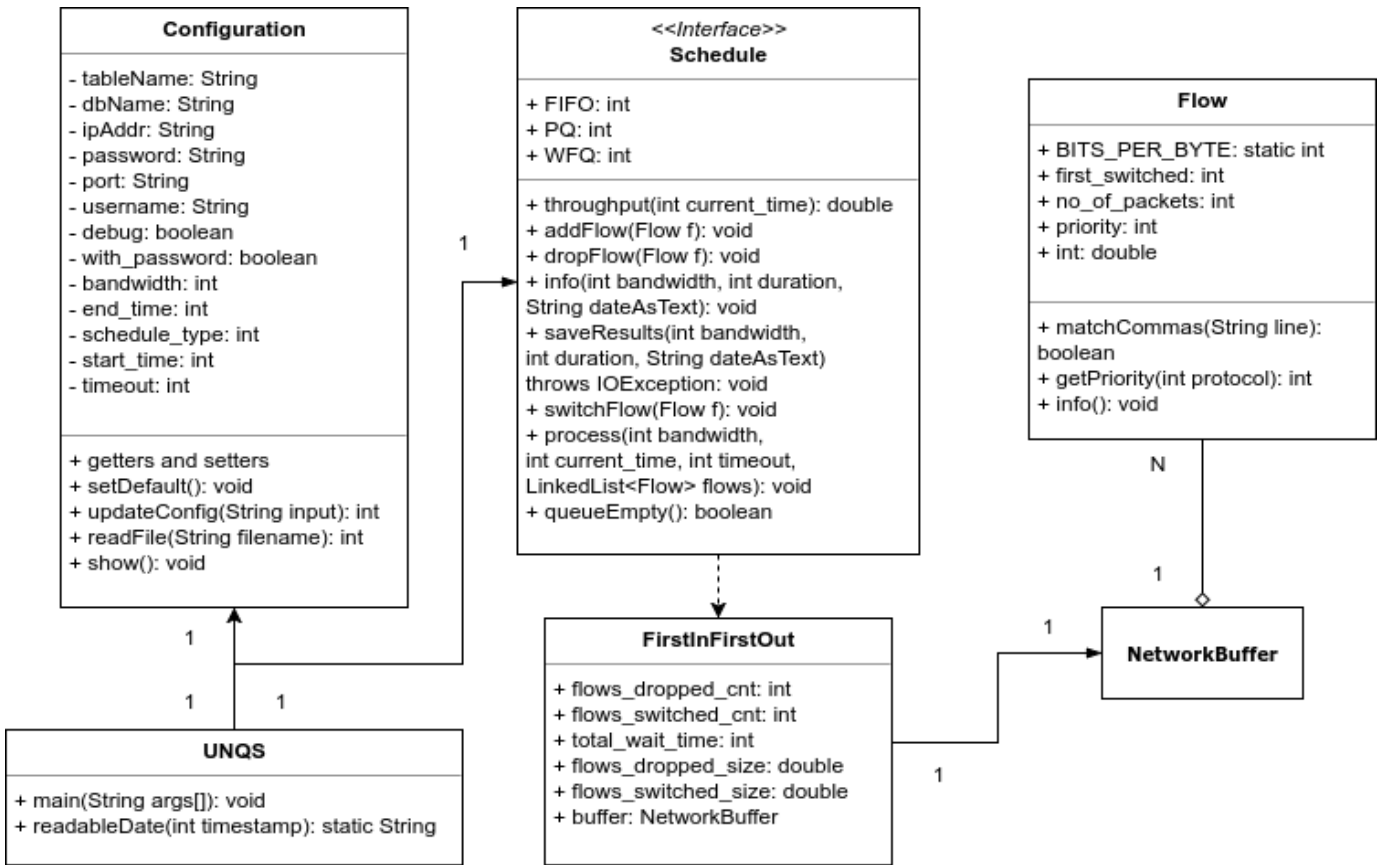 Configuration
- tableName: String
- dbName: String
- ipAddr: String
- password: String
- port: String
- username: String
- debug: boolean
- with_password: boolean
- bandwidth: int
- end_time: int
- schedule_type: int
- start_time: int
- timeout: int
+ getters and setters
+ setDefault(): void
+ updateConfig(String input): int
+ readFile(String filename): int
+ show(): void
<<Interface>>
Schedule
+ FIFO: int
+ PQ: int
+ WFQ: int
+ throughput(int current_time): double
+ addFlow(Flow f): void
+ dropFlow(Flow f): void
+ info(int bandwidth, int duration,
String dateAsText): void
+ saveResults(int bandwidth,
int duration, String dateAsText)
throws IOException: void
+ switchFlow(Flow f): void
+ process(int bandwidth,
int current_time, int timeout,
LinkedList<Flow> flows): void
+ queueEmpty(): boolean
Flow
+ BITS_PER_BYTE: static int
+ first_switched: int
+ no_of_packets: int
+ priority: int
+ int: double
+ matchCommas(String line):
boolean
+ getPriority(int protocol): int
+ info(): void
1
N
1
1
1
1
1
1
UNQS
+ main(String args[]): void
+ readableDate(int timestamp): static String
FirstInFirstOut
+ flows_dropped_cnt: int
+ flows_switched_cnt: int
+ total_wait_time: int
+ flows_dropped_size: double
+ flows_switched_size: double
+ buffer: NetworkBuffer
NetworkBuffer